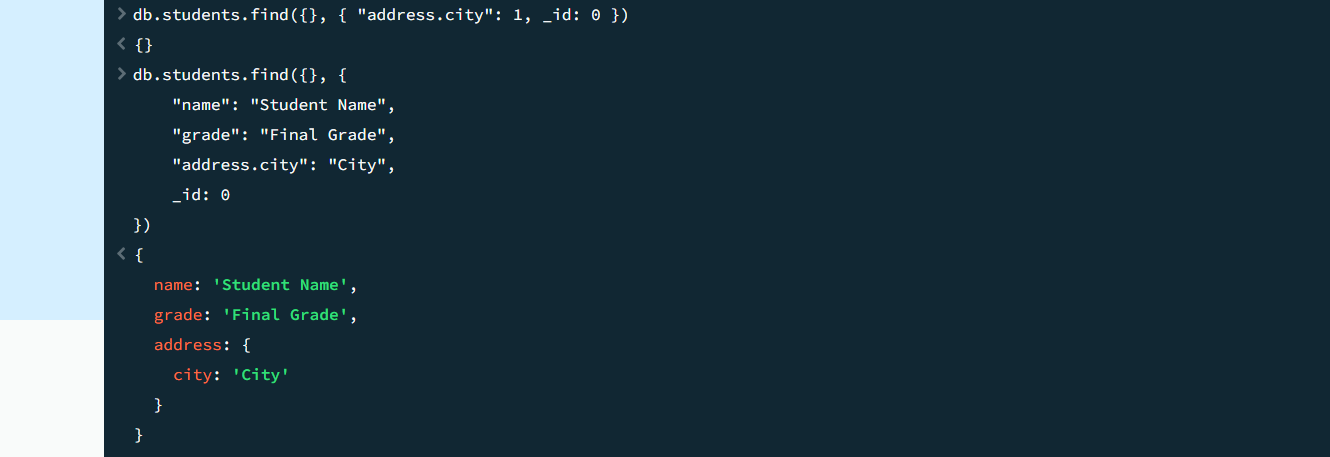 > db.students.find({}, { "address.city": 1, _id: 0 })
< {}
> db.students.find({}, {
"name": "Student Name",
"grade": "Final Grade",
"address.city": "City",
_id: 0
})
< {
name: 'Student Name',
grade: 'Final Grade',
address: {
city: 'City'
}
}